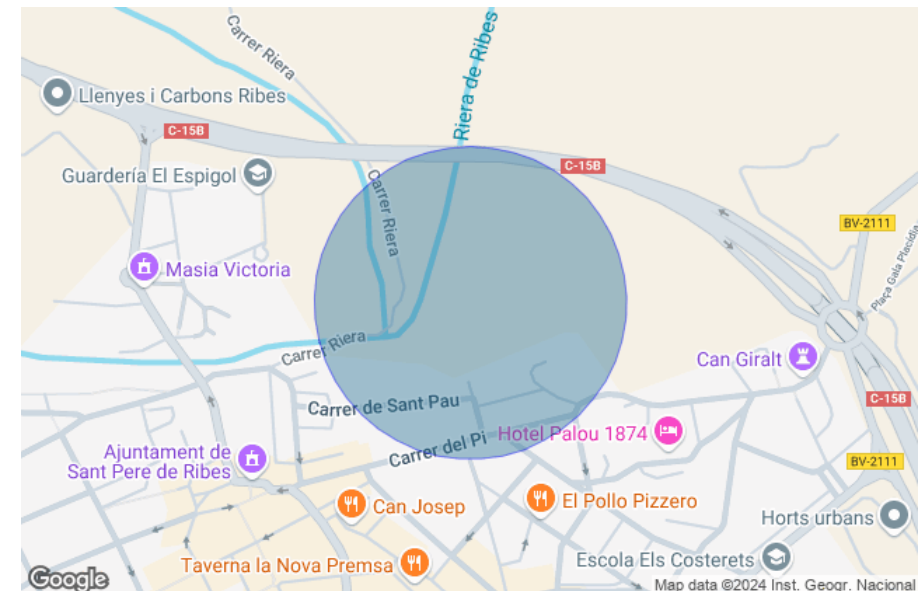 Carrer Riera
Riera de Ribes
Llenyes i Carbons Ribes
C-15B
C-15B
Guardería El Espigol
Carrer Riera
BV-2111
Plaça Gala Placídia
Masia Victoria
Carrer Riera
Can Giralt
C-15B
Carrer de Sant Pau
Hotel Palou 1874
Carrer del Pi
Ajuntament de
Sant Pere de Ribes
BV-2111
El Pollo Pizzero
Can Josep
Horts urbans
Taverna la Nova Premsa
Escola Els Costerets
Google
Map data ©2024 Inst. Geogr. Nacional